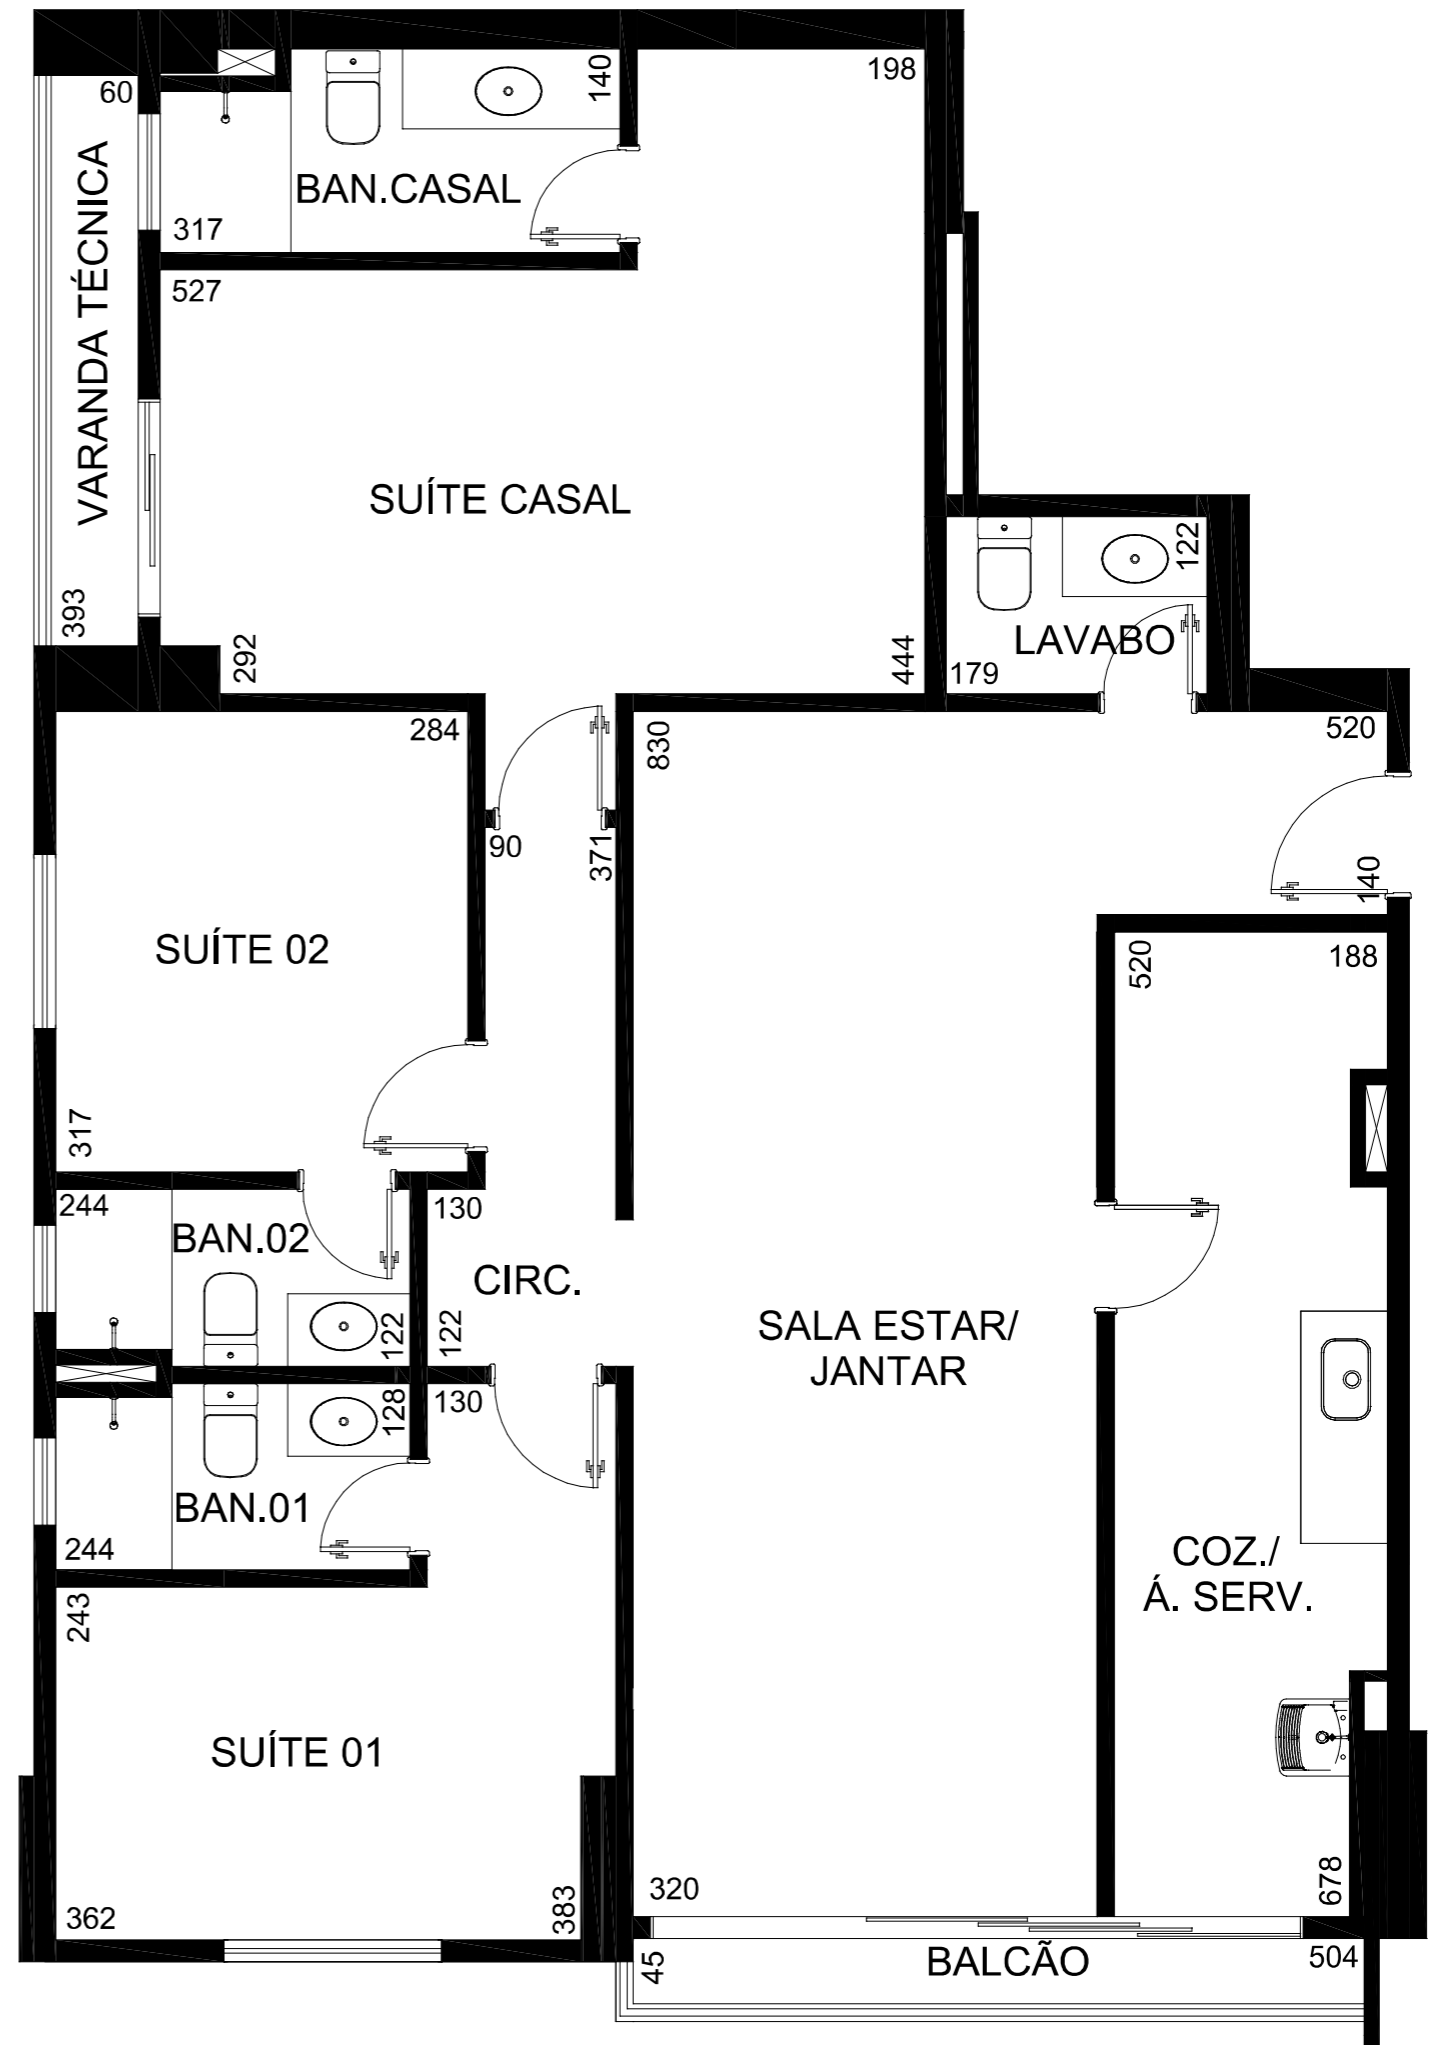 60
140
198
VARANDA TÉCNICA
BAN.CASAL
317
527
SUÍTE CASAL
393
292
444
122
LAVABO
179
284
830
520
90
371
140
SUÍTE 02
520
188
317
244
130
BAN.02
CIRC.
122
122
SALA ESTAR/
JANTAR
128
130
BAN.01
244
243
COZ./
Á. SERV.
SUÍTE 01
362
383
320
678
45
BALCÃO
504